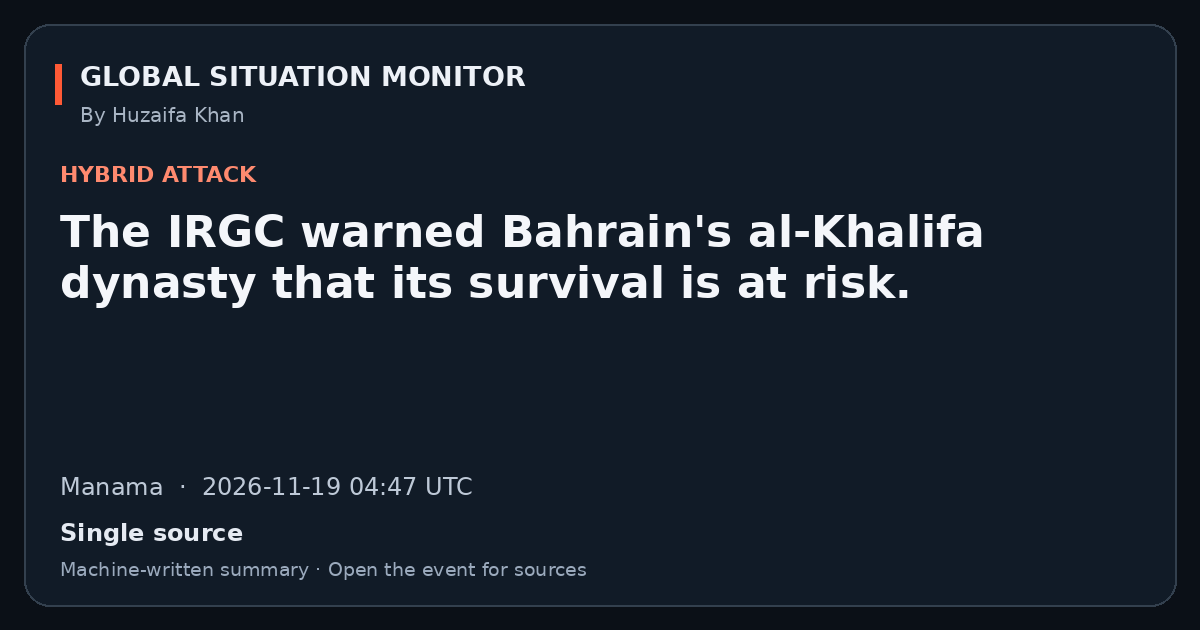 GLOBAL SITUATION MONITOR
By Huzaifa Khan
HYBRID ATTACK
The IRGC warned Bahrain's al-Khalifa
dynasty that its survival is at risk.
Manama · 2026-11-19 04:47 UTC
Single source
Machine-written summary · Open the event for sources